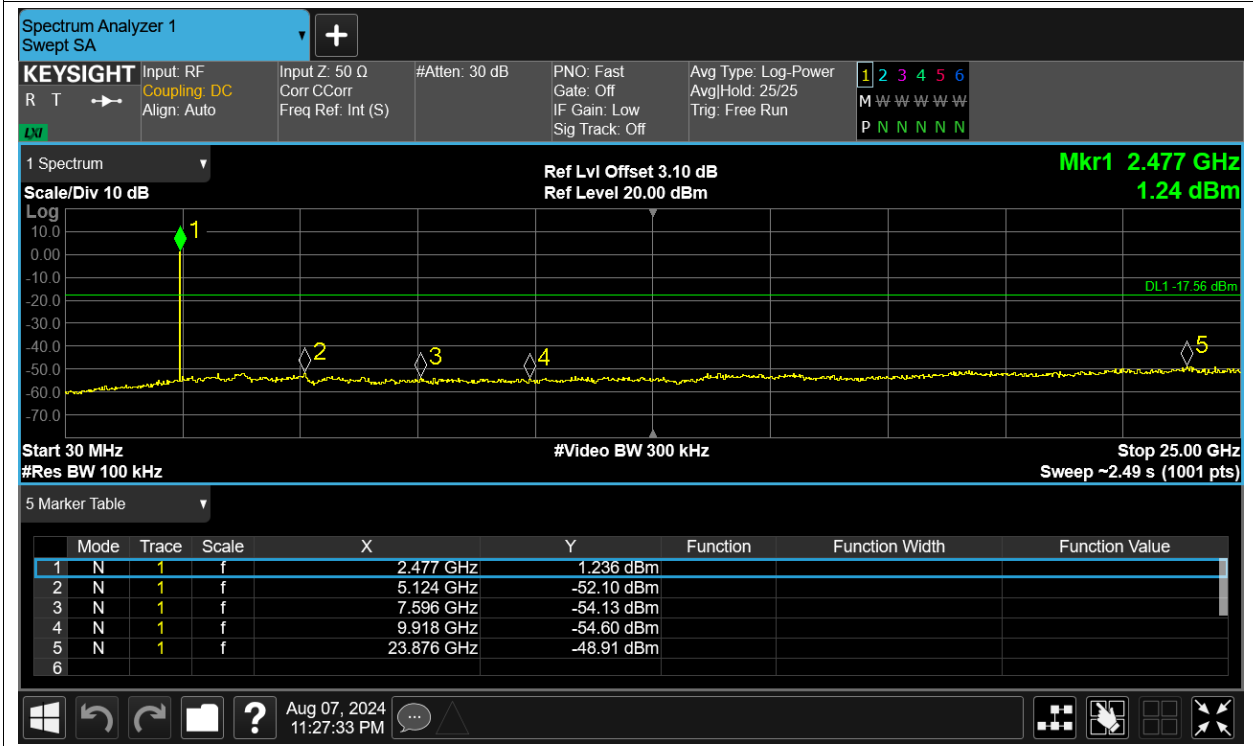 Spectrum Analyzer 1
Swept SA
+
KEYSIGHT Input: RF Input Z: 50 Ω #Atten: 30 dB PNO: Fast Avg Type: Log-Power 1 2 3 4 5 6
R T Coupling: DC Corr CCorr Gate: Off Avg|Hold: 25/25 M W W W W W
Align: Auto Freq Ref: Int (S) IF Gain: Low Trig: Free Run
LXI Sig Track: Off P N N N N N
1 Spectrum Ref Lvl Offset 3.10 dB Mkr1 2.477 GHz
Scale/Div 10 dB Ref Level 20.00 dBm 1.24 dBm
Log
10.0 1
0.00
-10.0
DL1 -17.56 dBm
-20.0
-30.0
-40.0 2 3 4 5
-50.0
-60.0
-70.0
Start 30 MHz #Video BW 300 kHz Stop 25.00 GHz
#Res BW 100 kHz Sweep ~2.49 s (1001 pts)
5 Marker Table
Mode Trace Scale X Y Function Function Width Function Value
1 N 1 f 2.477 GHz 1.236 dBm
2 N 1 f 5.124 GHz -52.10 dBm
3 N 1 f 7.596 GHz -54.13 dBm
4 N 1 f 9.918 GHz -54.60 dBm
5 N 1 f 23.876 GHz -48.91 dBm
6
? Aug 07, 2024
11:27:33 PM